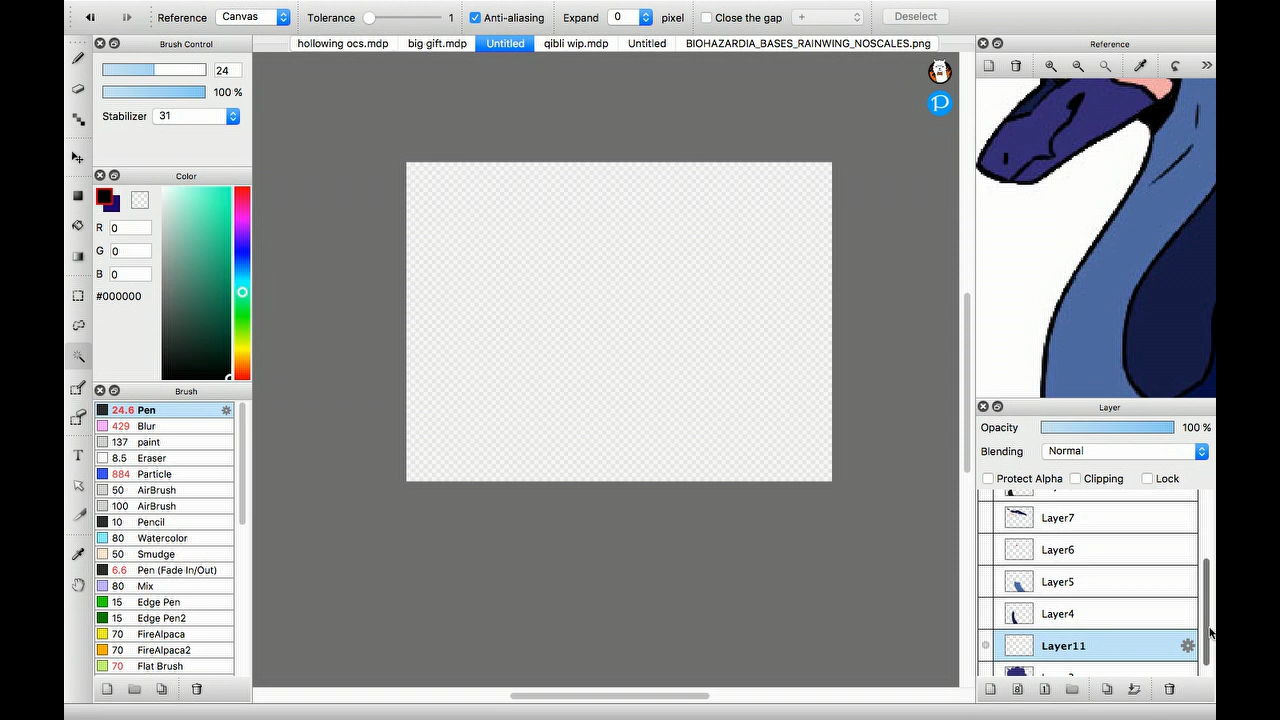 Reference Canvas Tolerance 1 Anti-aliasing Expand 0 pixel Close the gap + Deselect
Brush Control
hollowing ocs.mdp big gift.mdp Untitled qibli wip.mdp Untitled BIOHAZARDIA_BASES_RAINWING_NOSCALES.png
Reference
24
100 %
Stabilizer 31
Color
R 0
G 0
B 0
#000000
Brush
24.6 Pen
429 Blur
137 paint
8.5 Eraser
884 Particle
50 AirBrush
100 AirBrush
10 Pencil
80 Watercolor
50 Smudge
6.6 Pen (Fade In/Out)
80 Mix
15 Edge Pen
15 Edge Pen2
70 FireAlpaca
70 FireAlpaca2
70 Flat Brush
T
P
Layer
Opacity 100 %
Blending Normal
Protect Alpha Clipping Lock
Layer7
Layer6
Layer5
Layer4
Layer11
8
1